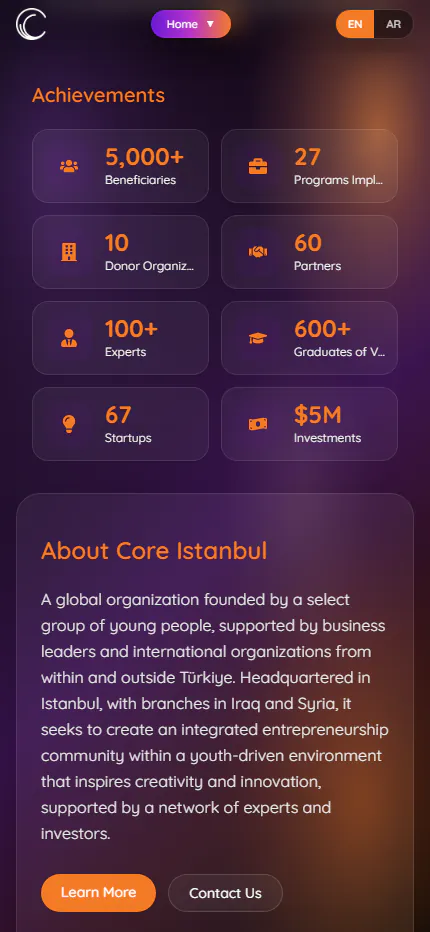 Home ▼
EN AR
Achievements
5,000+
Beneficiaries
27
Programs Impl...
10
Donor Organiz...
60
Partners
100+
Experts
600+
Graduates of V...
67
Startups
$5M
Investments
About Core Istanbul
A global organization founded by a select
group of young people, supported by business
leaders and international organizations from
within and outside Türkiye. Headquartered in
Istanbul, with branches in Iraq and Syria, it
seeks to create an integrated entrepreneurship
community within a youth-driven environment
that inspires creativity and innovation,
supported by a network of experts and
investors.
Learn More
Contact Us